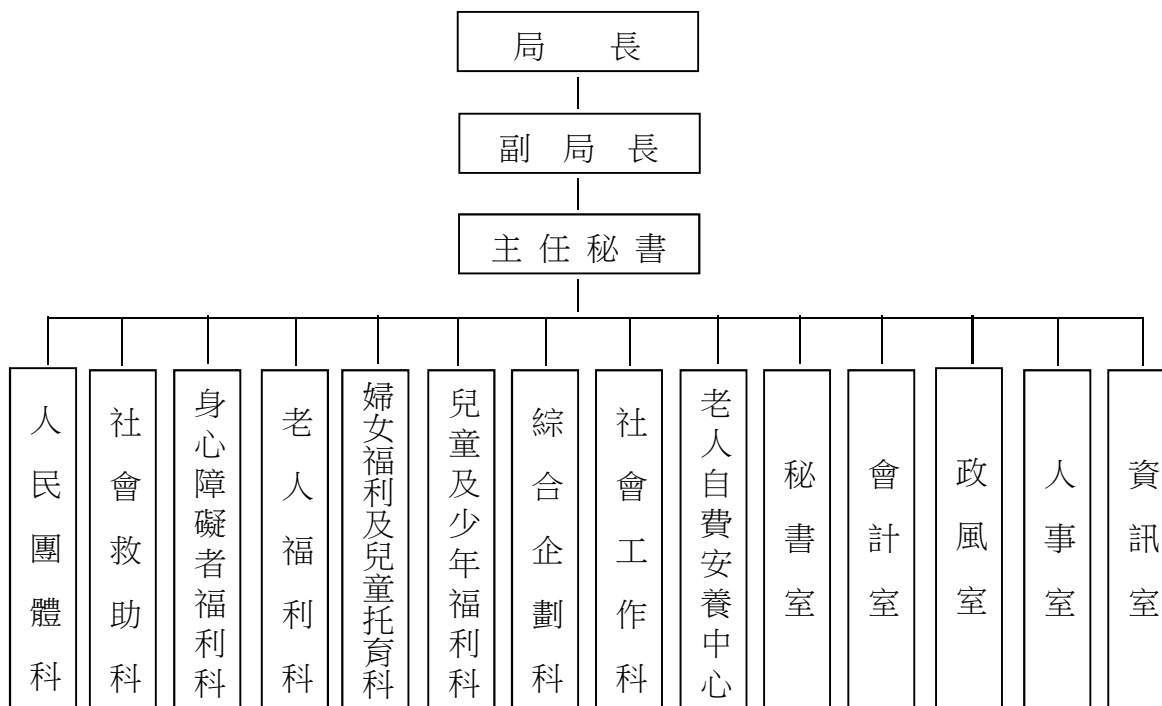 局長
副局長
主任秘書
人民團體科
社會救助科
身心障礙者福利科
老人福利科
婦女福利及兒童托育科
兒童及少年福利科
綜合企劃科
社會工作科
老人自費安養中心
秘書室
會計室
政風室
人事室
資訊室